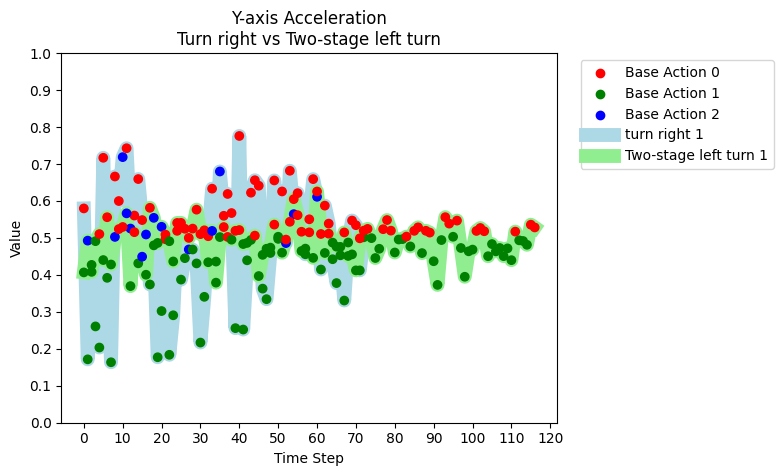 Y-axis Acceleration
Turn right vs Two-stage left turn
1.0
0.9
0.8
0.7
0.6
0.5
0.4
0.3
0.2
0.1
0.0
Value
0 10 20 30 40 50 60 70 80 90 100 110 120
Time Step
Base Action 0
Base Action 1
Base Action 2
turn right 1
Two-stage left turn 1